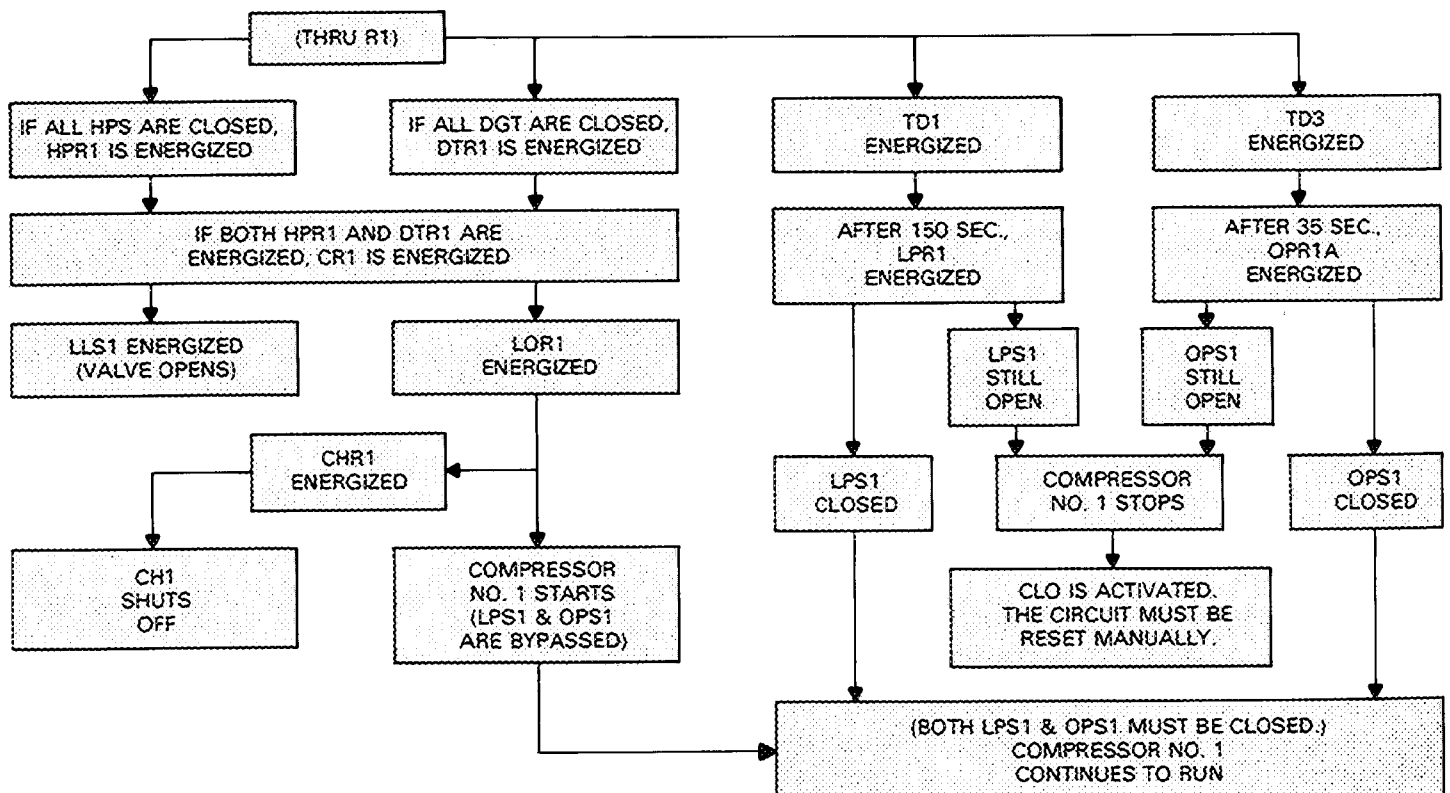 (THRU R1)
IF ALL HPS ARE CLOSED,
HPR1 IS ENERGIZED
IF ALL DGT ARE CLOSED,
DTR1 IS ENERGIZED
TD1
ENERGIZED
TD3
ENERGIZED
IF BOTH HPR1 AND DTR1 ARE
ENERGIZED, CR1 IS ENERGIZED
AFTER 150 SEC.,
LPR1
ENERGIZED
AFTER 35 SEC.,
OPR1A
ENERGIZED
LLS1 ENERGIZED
(VALVE OPENS)
LOR1
ENERGIZED
LPS1
STILL
OPEN
OPS1
STILL
OPEN
CHR1
ENERGIZED
LPS1
CLOSED
COMPRESSOR
NO. 1 STOPS
OPS1
CLOSED
CH1
SHUTS
OFF
COMPRESSOR
NO. 1 STARTS
(LPS1 & OPS1
ARE BYPASSED)
CLO IS ACTIVATED.
THE CIRCUIT MUST BE
RESET MANUALLY.
(BOTH LPS1 & OPS1 MUST BE CLOSED.)
COMPRESSOR NO. 1
CONTINUES TO RUN